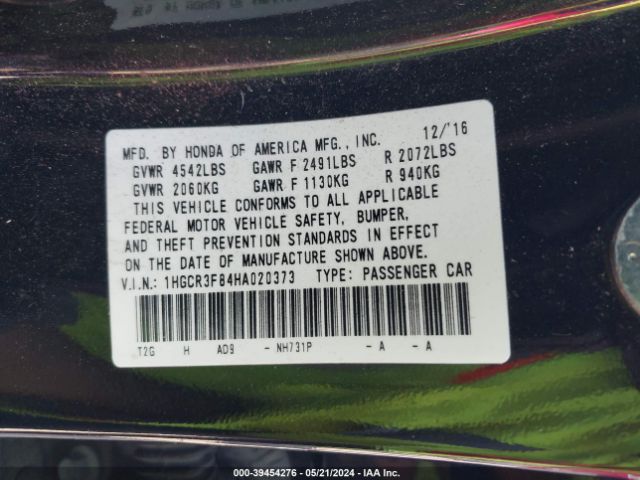 MFD. BY HONDA OF AMERICA MFG., INC. 12/'16
GVWR 4542LBS GAWR F 2491LBS R 2072LBS
GVWR 2060KG GAWR F 1130KG R 940KG
THIS VEHICLE CONFORMS TO ALL APPLICABLE
FEDERAL MOTOR VEHICLE SAFETY, BUMPER,
AND THEFT PREVENTION STANDARDS IN EFFECT
ON THE DATE OF MANUFACTURE SHOWN ABOVE.
V.I.N.: 1HGCR3F84HA020373 TYPE: PASSENGER CAR
T2G H AD9 - NH731P - A - A
000-39454276 - 05/21/2024 - IAA Inc.